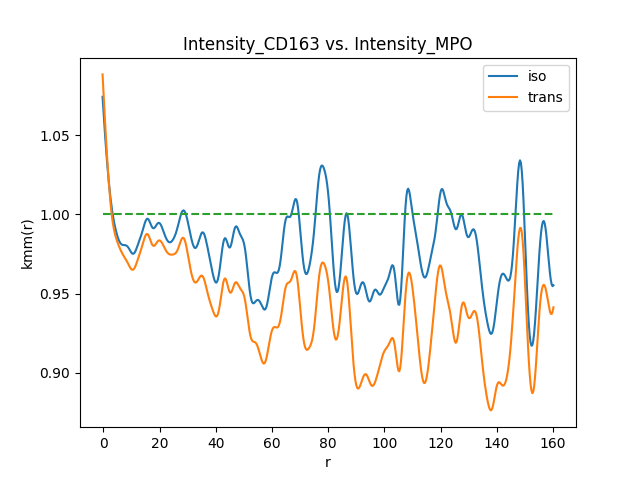 Intensity_CD163 vs. Intensity_MPO
iso
trans
1.05
1.00
0.95
0.90
kmm(r)
0 20 40 60 80 100 120 140 160
r